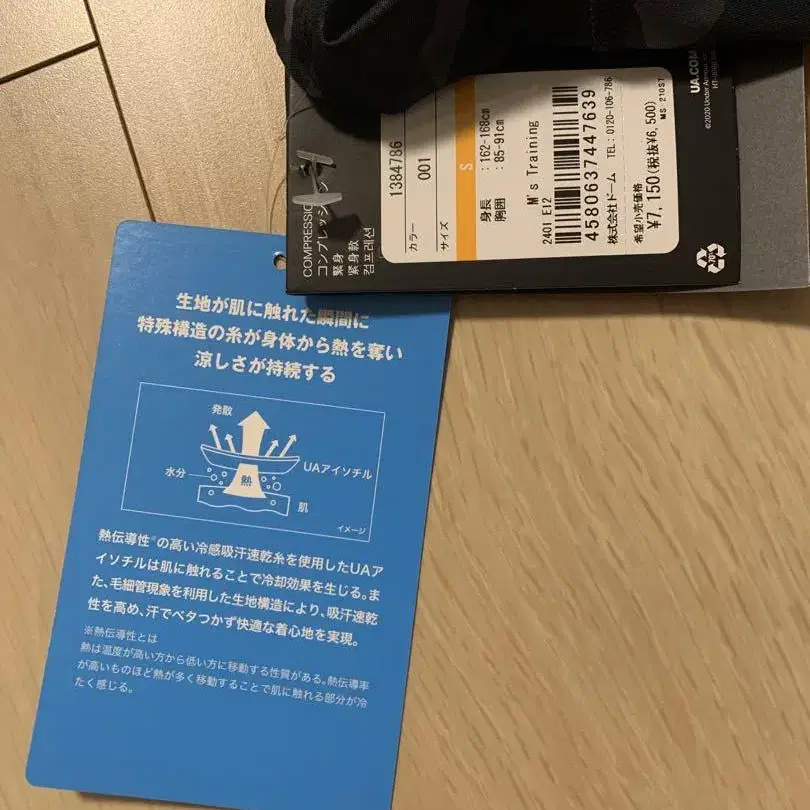 生地が肌に触れた瞬間に
特殊構造の糸が身体から熱を奪い
涼しさが持続する
発散
UAアイソチル
水分
熱
肌
イメージ
熱伝導性※の高い冷感吸汗速乾糸を使用したUAア
イソチルは肌に触れることで冷却効果を生じる。ま
た、毛細管現象を利用した生地構造により、吸汗速乾
性を高め、汗でベタつかず快適な着心地を実現。
※熱伝導性とは
熱は温度が高い方から低い方に移動する性質がある。熱伝導率
が高いものほど熱が多く移動することで肌に触れる部分が冷
たく感じる。
COMPRESSIO
コンプレッション
緊身
紧身款
컴프레션
1384786
カラー
001
サイズ
S
身長 : 162-168cm
胸囲 : 85-91cm
M's Training
2401 E12
4580637447639
株式会社ドーム TEL: 0120-106-786
希望小売価格
¥7,150(税抜¥6,500)
MS 210ST
UA.COM
©2020 Under Armour